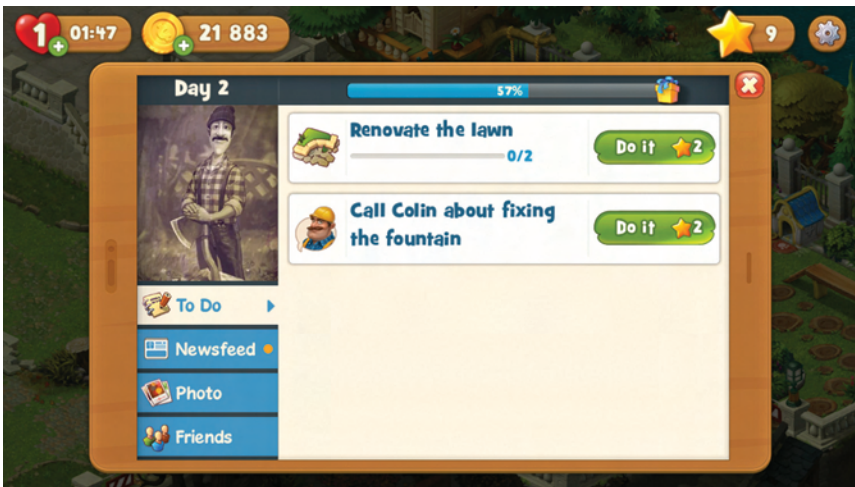 1 01:47
21 883
9
Day 2
57%
Renovate the lawn
0/2
Do it 2
Call Colin about fixing
the fountain
Do it 2
To Do
Newsfeed
Photo
Friends